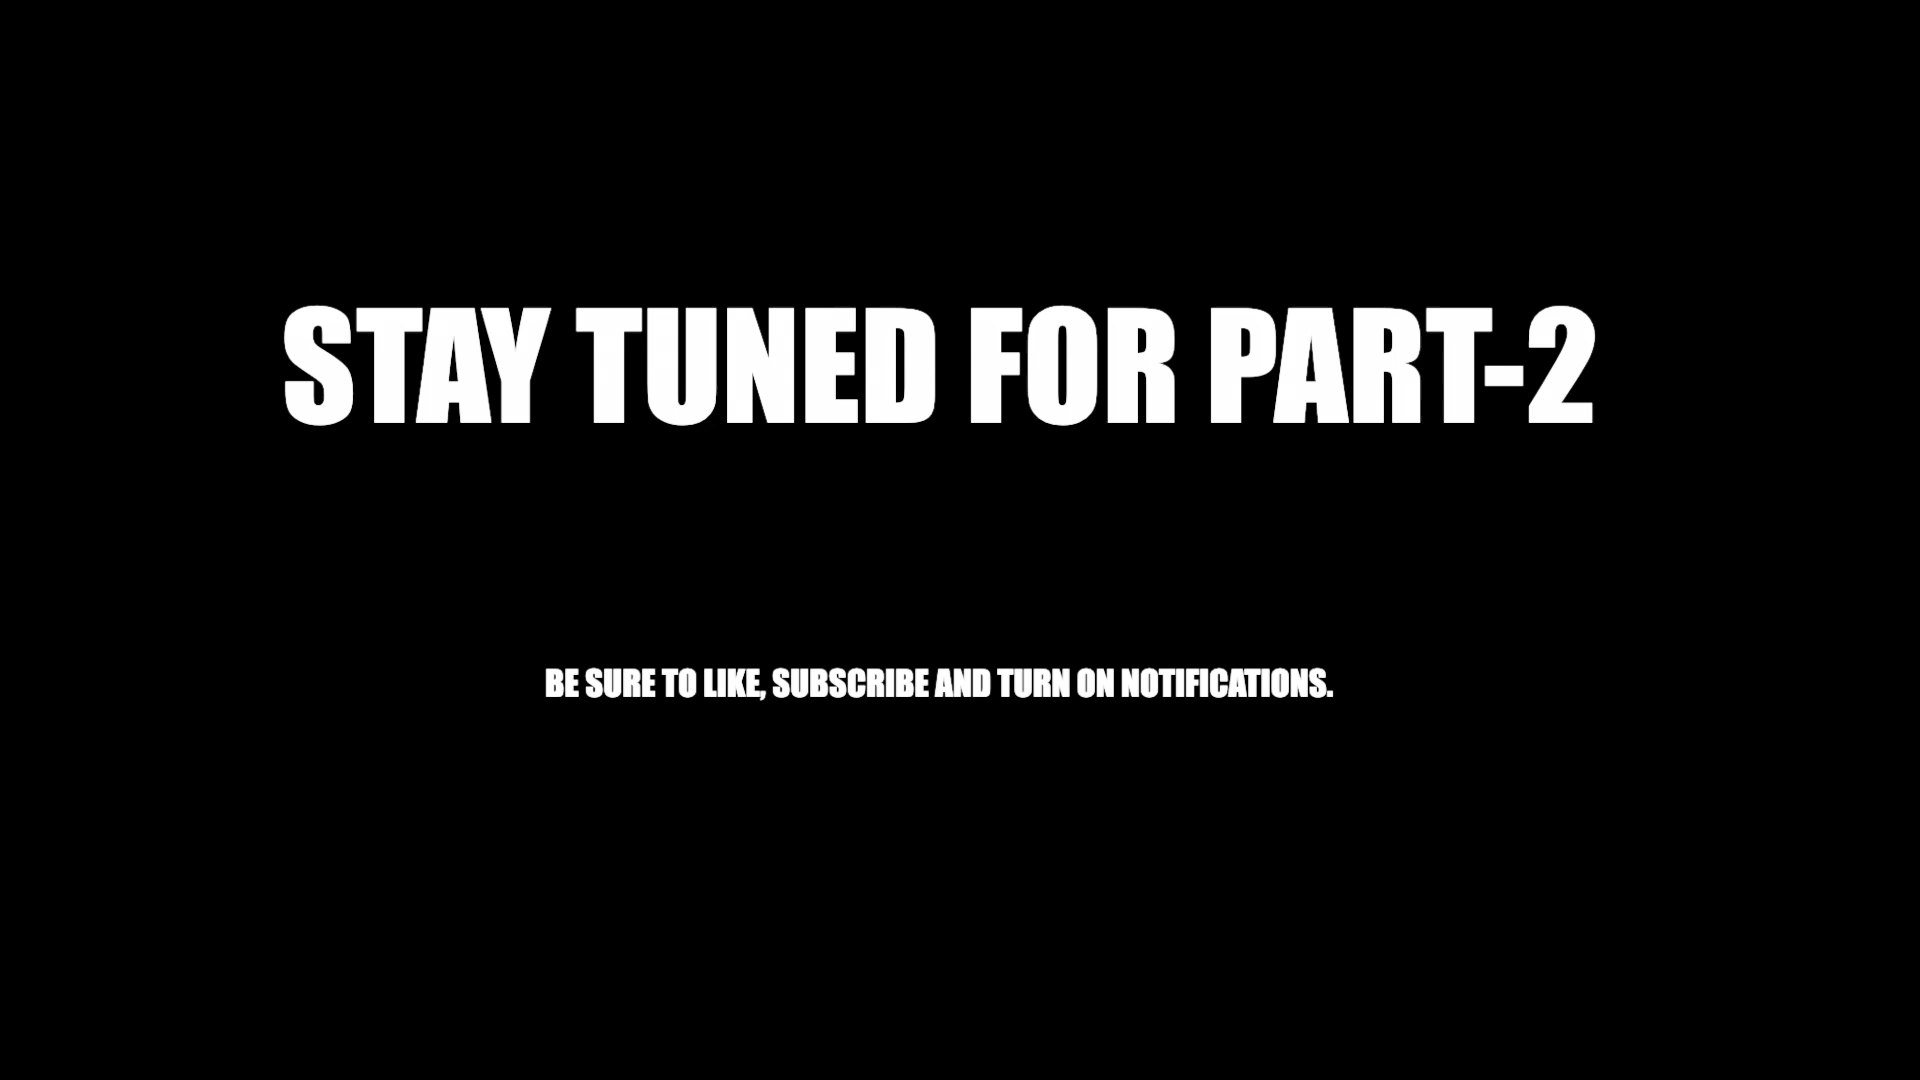 STAY TUNED FOR PART-2
BE SURE TO LIKE, SUBSCRIBE AND TURN ON NOTIFICATIONS.